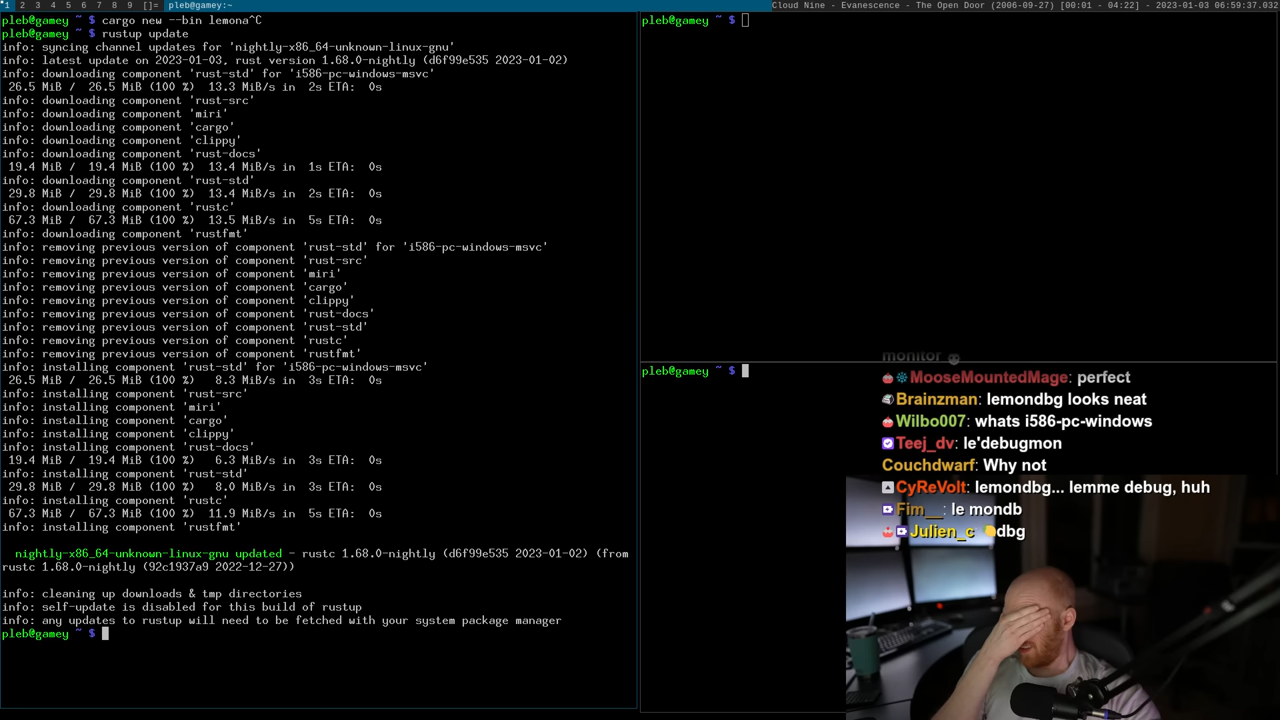 1 2 3 4 5 6 7 8 9 []= pleb@gamey:~ Cloud Nine - Evanescence - The Open Door (2006-09-27) [00:01 - 04:22] - 2023-01-03 06:59:37.032
pleb@gamey ~ $ cargo new --bin lemona^C
pleb@gamey ~ $ rustup update
info: syncing channel updates for 'nightly-x86_64-unknown-linux-gnu'
info: latest update on 2023-01-03, rust version 1.68.0-nightly (d6f99e535 2023-01-02)
info: downloading component 'rust-std' for 'i586-pc-windows-msvc'
26.5 MiB / 26.5 MiB (100 %) 13.3 MiB/s in 2s ETA: 0s
info: downloading component 'rust-src'
info: downloading component 'miri'
info: downloading component 'cargo'
info: downloading component 'clippy'
info: downloading component 'rust-docs'
19.4 MiB / 19.4 MiB (100 %) 13.4 MiB/s in 1s ETA: 0s
info: downloading component 'rust-std'
29.8 MiB / 29.8 MiB (100 %) 13.4 MiB/s in 2s ETA: 0s
info: downloading component 'rustc'
67.3 MiB / 67.3 MiB (100 %) 13.5 MiB/s in 5s ETA: 0s
info: downloading component 'rustfmt'
info: removing previous version of component 'rust-std' for 'i586-pc-windows-msvc'
info: removing previous version of component 'rust-src'
info: removing previous version of component 'miri'
info: removing previous version of component 'cargo'
info: removing previous version of component 'clippy'
info: removing previous version of component 'rust-docs'
info: removing previous version of component 'rust-std'
info: removing previous version of component 'rustc'
info: removing previous version of component 'rustfmt'
info: installing component 'rust-std' for 'i586-pc-windows-msvc'
26.5 MiB / 26.5 MiB (100 %) 8.3 MiB/s in 3s ETA: 0s
info: installing component 'rust-src'
info: installing component 'miri'
info: installing component 'cargo'
info: installing component 'clippy'
info: installing component 'rust-docs'
19.4 MiB / 19.4 MiB (100 %) 6.3 MiB/s in 3s ETA: 0s
info: installing component 'rust-std'
29.8 MiB / 29.8 MiB (100 %) 8.0 MiB/s in 3s ETA: 0s
info: installing component 'rustc'
67.3 MiB / 67.3 MiB (100 %) 11.9 MiB/s in 5s ETA: 0s
info: installing component 'rustfmt'
nightly-x86_64-unknown-linux-gnu updated - rustc 1.68.0-nightly (d6f99e535 2023-01-02) (from
rustc 1.68.0-nightly (92c1937a9 2022-12-27))
info: cleaning up downloads & tmp directories
info: self-update is disabled for this build of rustup
info: any updates to rustup will need to be fetched with your system package manager
pleb@gamey ~ $
pleb@gamey ~ $
pleb@gamey ~ $
monitor
MooseMountedMage: perfect
Brainzman: lemondbg looks neat
Wilbo007: whats i586-pc-windows
Teej_dv: le'debugmon
Couchdwarf: Why not
CyReVolt: lemondbg... lemme debug, huh
Fim__: le mondb
Julien_c 🍋dbg